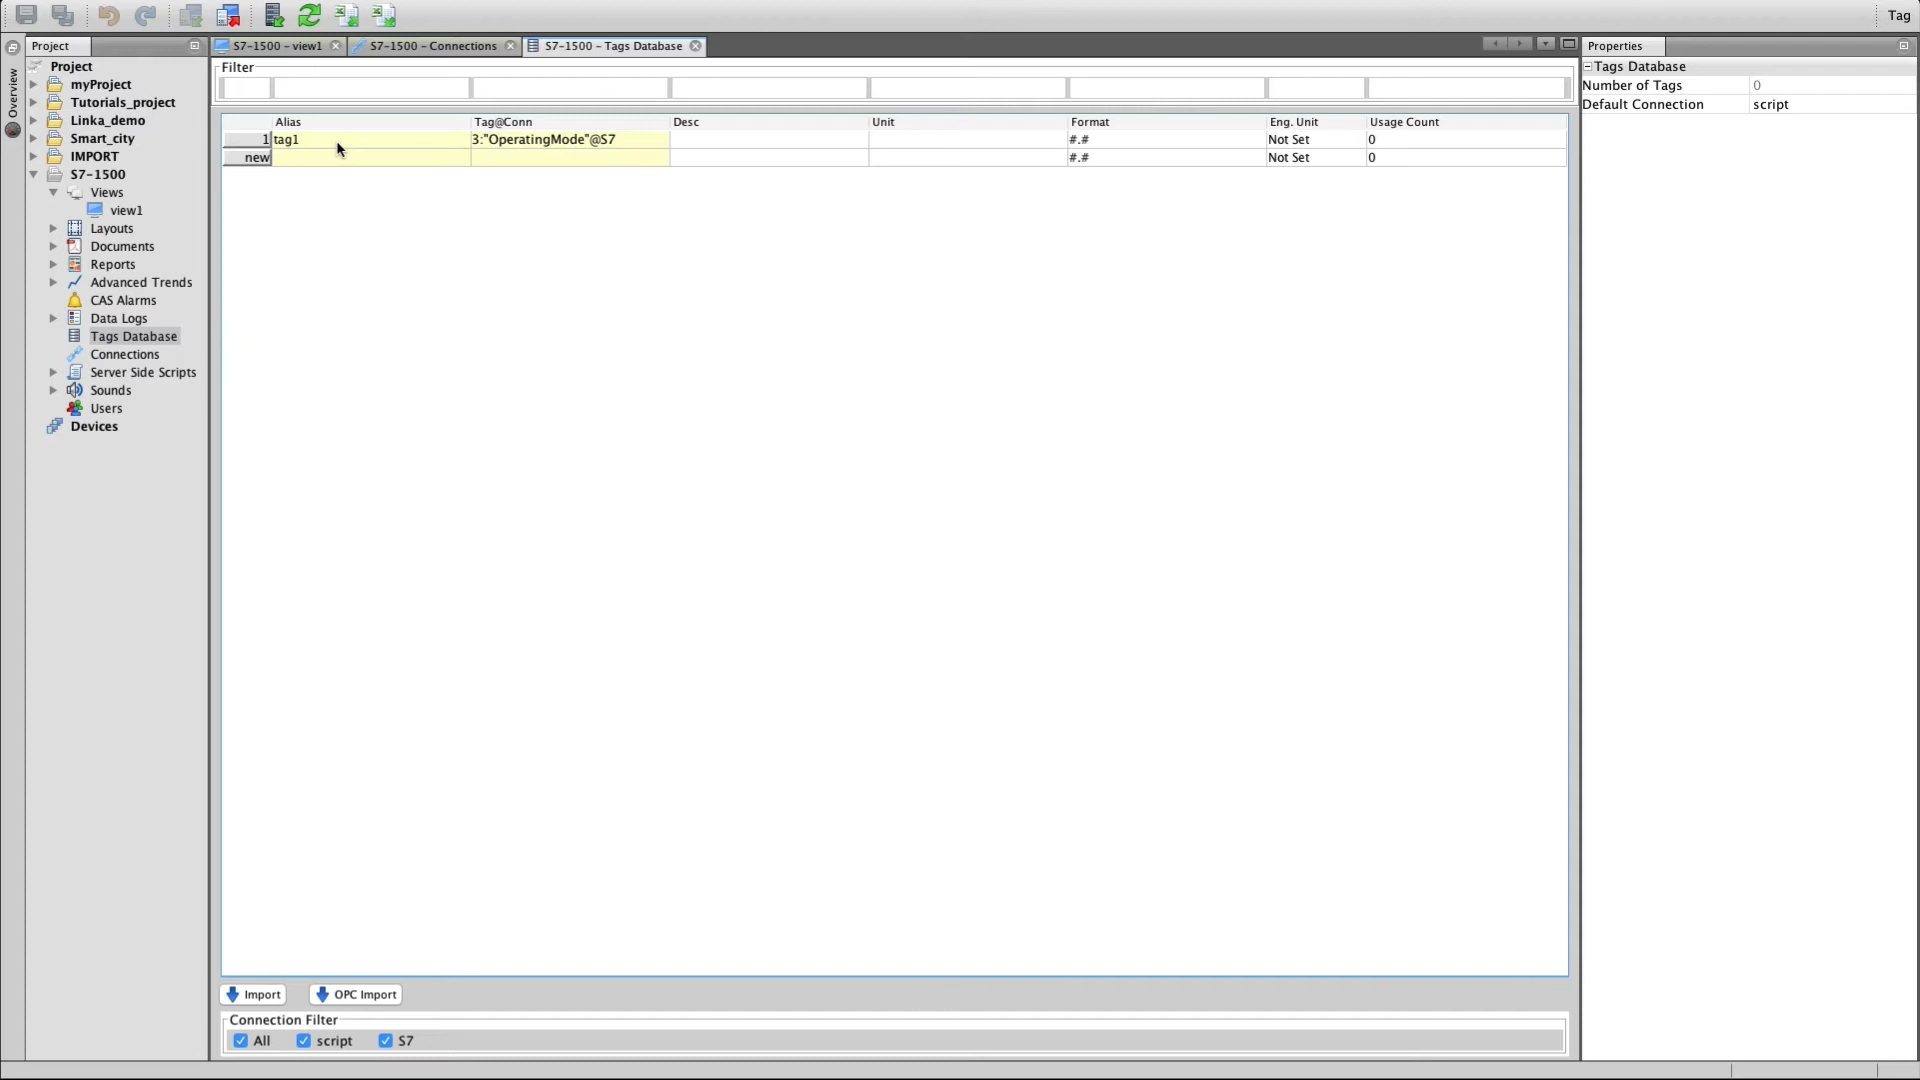 Tag
Overview
Project
Project
myProject
Tutorials_project
Linka_demo
Smart_city
IMPORT
S7-1500
Views
view1
Layouts
Documents
Reports
Advanced Trends
CAS Alarms
Data Logs
Tags Database
Connections
Server Side Scripts
Sounds
Users
Devices
S7-1500 - view1
S7-1500 - Connections
S7-1500 - Tags Database
Filter
Alias Tag@Conn Desc Unit Format Eng. Unit Usage Count
1 tag1 3:"OperatingMode"@S7 #.# Not Set 0
new #.# Not Set 0
Import OPC Import
Connection Filter
All script S7
Properties
Tags Database
Number of Tags 0
Default Connection script